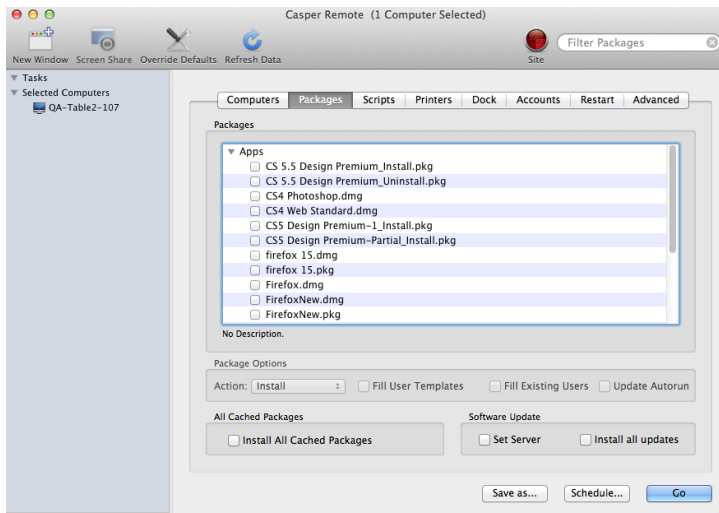 Casper Remote (1 Computer Selected)
New Window Screen Share Override Defaults Refresh Data Site Filter Packages
Tasks
Selected Computers
QA-Table2-107
Computers Packages Scripts Printers Dock Accounts Restart Advanced
Packages
Apps
CS 5.5 Design Premium_Install.pkg
CS 5.5 Design Premium_Uninstall.pkg
CS4 Photoshop.dmg
CS4 Web Standard.dmg
CS5 Design Premium-1_Install.pkg
CS5 Design Premium-Partial_Install.pkg
firefox 15.dmg
firefox 15.pkg
Firefox.dmg
FirefoxNew.dmg
FirefoxNew.pkg
No Description.
Package Options
Action: Install Fill User Templates Fill Existing Users Update Autorun
All Cached Packages Software Update
Install All Cached Packages Set Server Install all updates
Save as... Schedule... Go